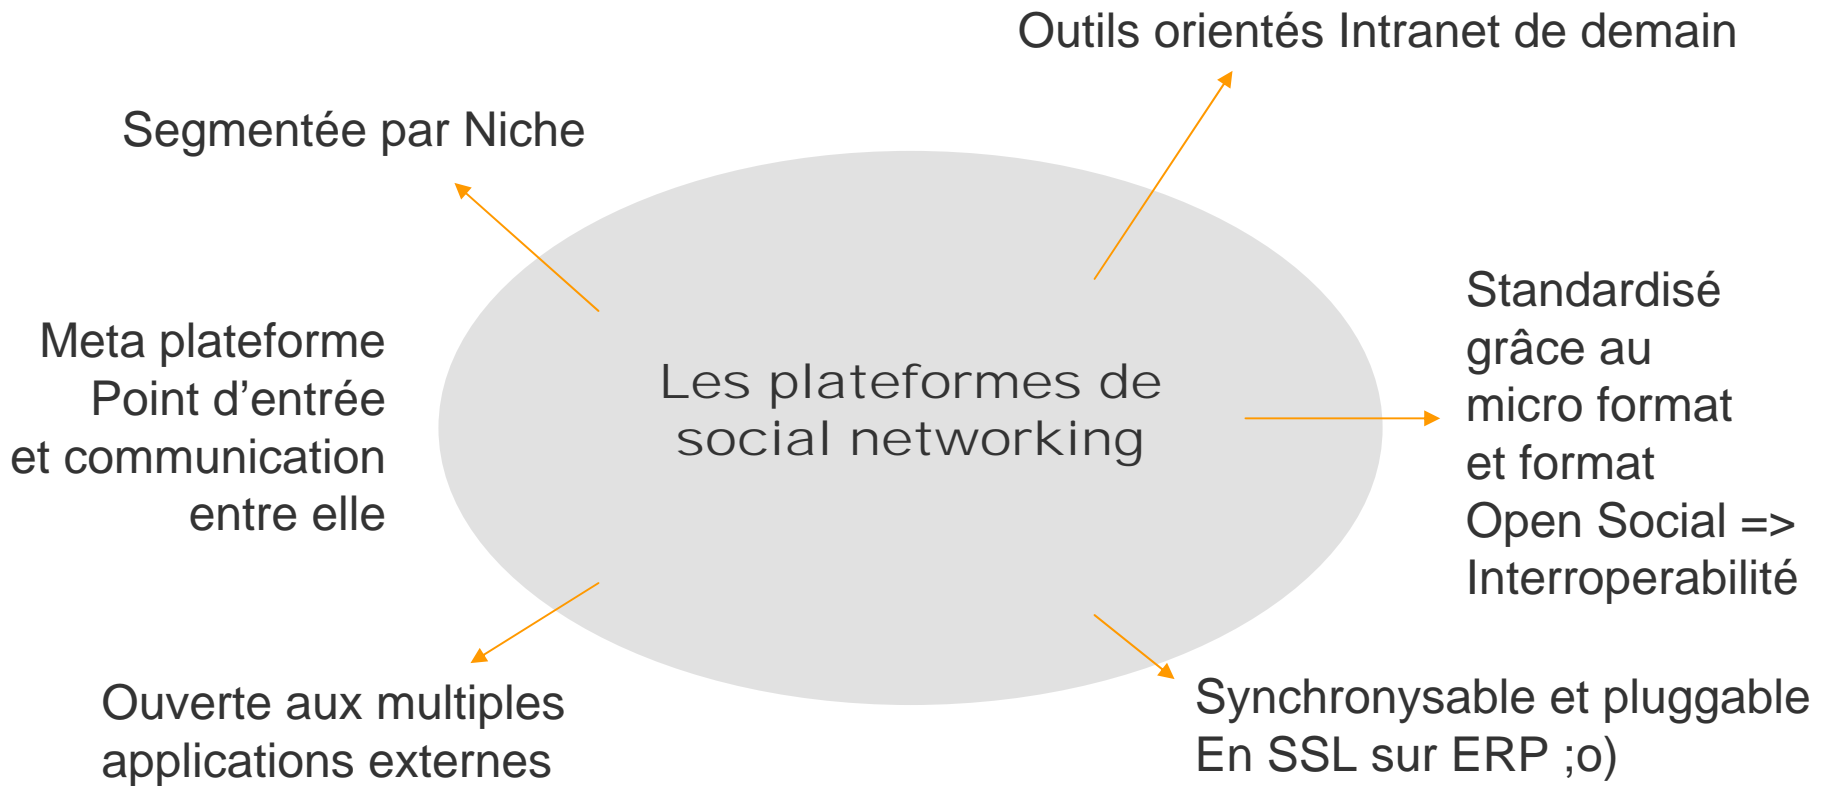 Outils orientés Intranet de demain
Segmentée par Niche
Meta plateforme
Point d’entrée
et communication
entre elle
Les plateformes de
social networking
Standardisé
grâce au
micro format
et format
Open Social =>
Interroperabilité
Ouverte aux multiples
applications externes
Synchronysable et pluggable
En SSL sur ERP ;o)